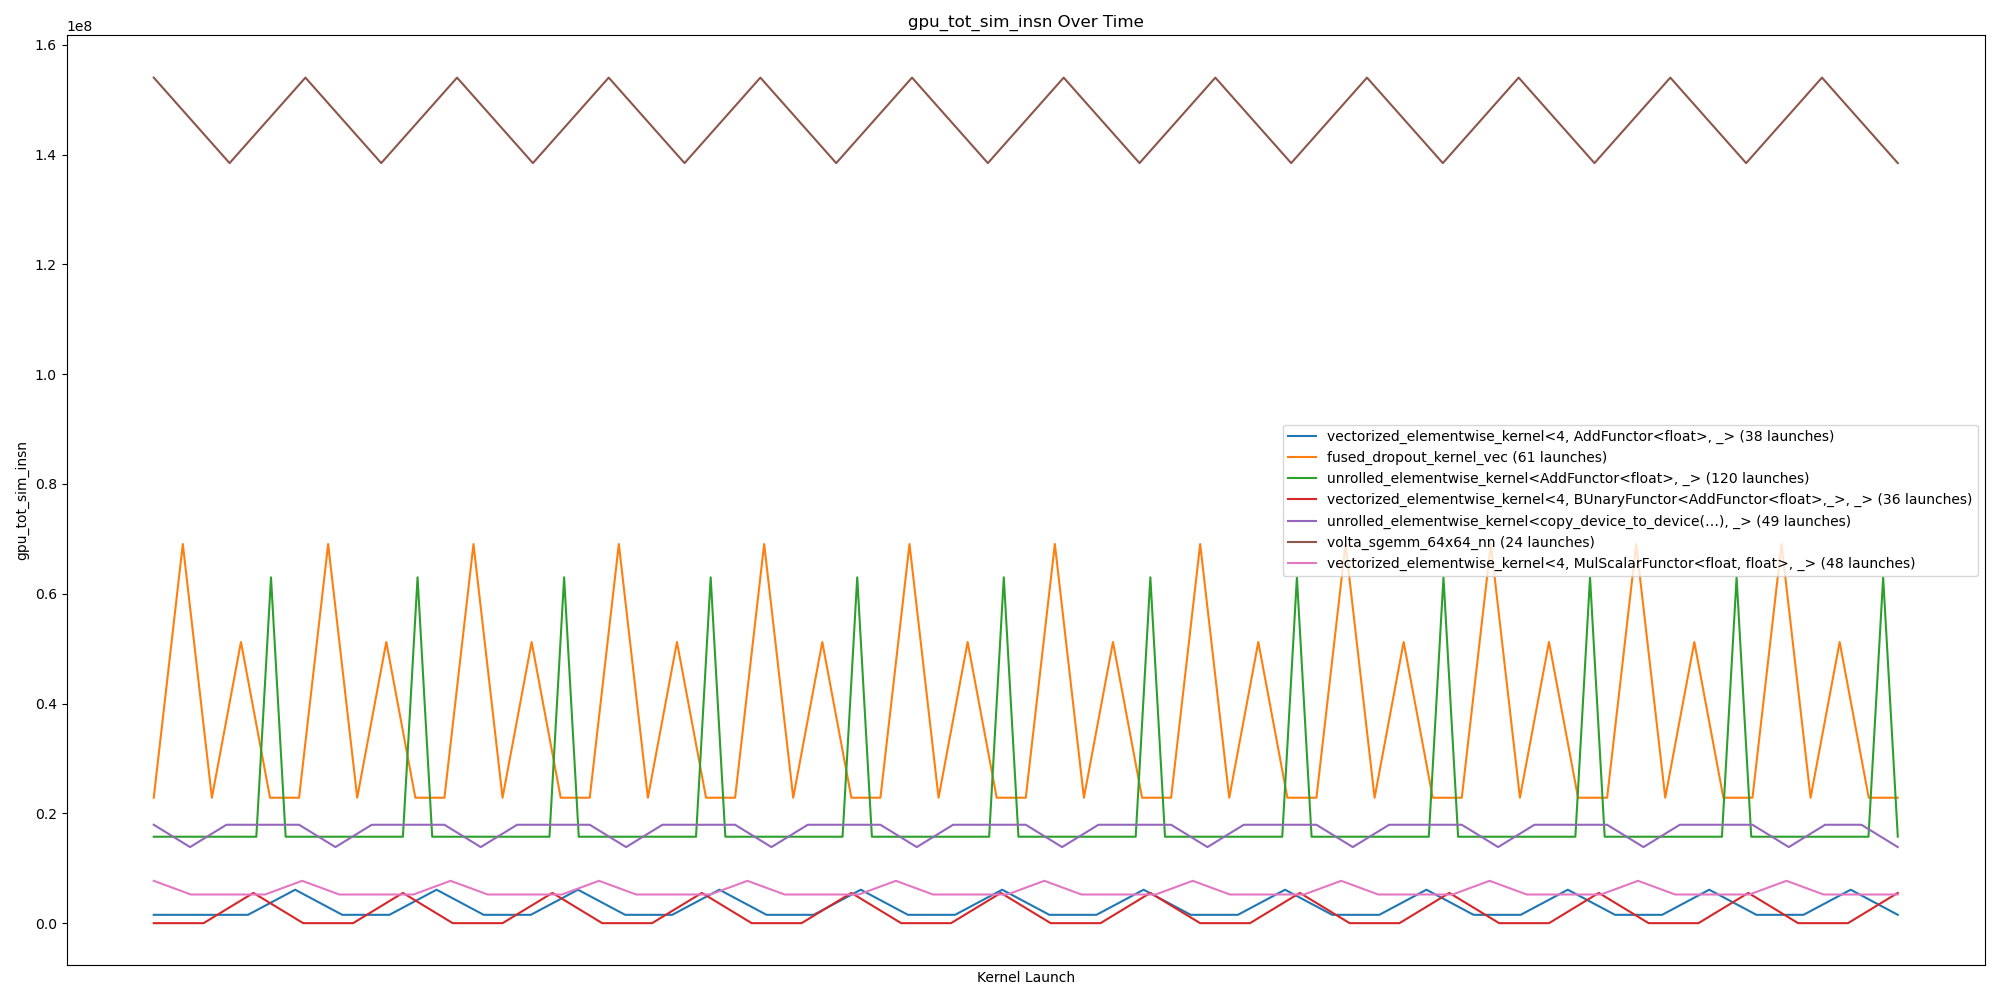 gpu_tot_sim_insn Over Time
1e8
1.6
1.4
1.2
1.0
0.8
0.6
0.4
0.2
0.0
gpu_tot_sim_insn
vectorized_elementwise_kernel<4, AddFunctor<float>, _> (38 launches)
fused_dropout_kernel_vec (61 launches)
unrolled_elementwise_kernel<AddFunctor<float>, _> (120 launches)
vectorized_elementwise_kernel<4, BUnaryFunctor<AddFunctor<float>,_>, _> (36 launches)
unrolled_elementwise_kernel<copy_device_to_device(...), _> (49 launches)
volta_sgemm_64x64_nn (24 launches)
vectorized_elementwise_kernel<4, MulScalarFunctor<float, float>, _> (48 launches)
Kernel Launch